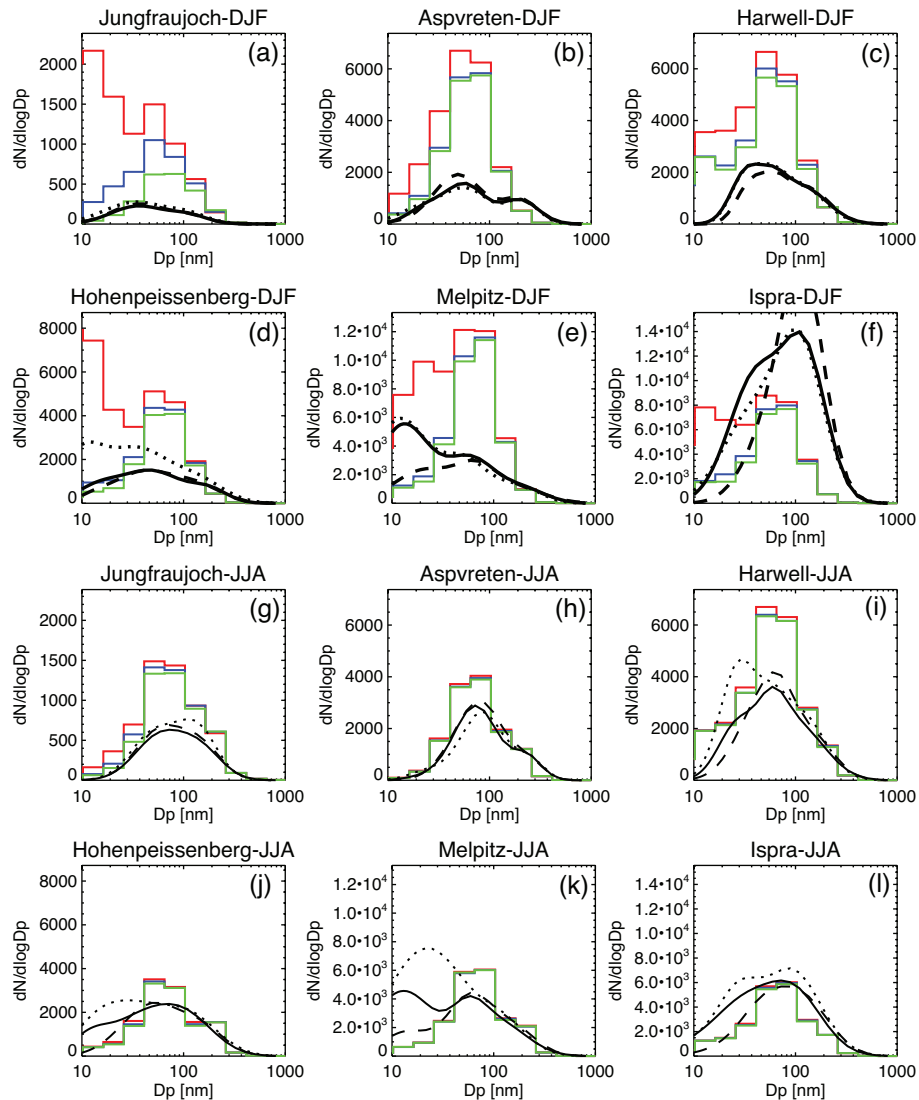 Jungfraujoch-DJF Aspvreten-DJF Harwell-DJF
(a) (b) (c)
dN/dlogDp
2000
1500
1000
500
0
dN/dlogDp
6000
4000
2000
0
dN/dlogDp
6000
4000
2000
0
10 100 1000 10 100 1000 10 100 1000
Dp [nm] Dp [nm] Dp [nm]
Hohenpeissenberg-DJF Melpitz-DJF Ispra-DJF
(d) (e) (f)
dN/dlogDp
8000
6000
4000
2000
0
dN/dlogDp
1.2•10⁴
1.0•10⁴
8.0•10³
6.0•10³
4.0•10³
2.0•10³
0
dN/dlogDp
1.4•10⁴
1.2•10⁴
1.0•10⁴
8.0•10³
6.0•10³
4.0•10³
2.0•10³
0
10 100 1000 10 100 1000 10 100 1000
Dp [nm] Dp [nm] Dp [nm]
Jungfraujoch-JJA Aspvreten-JJA Harwell-JJA
(g) (h) (i)
dN/dlogDp
2000
1500
1000
500
0
dN/dlogDp
6000
4000
2000
0
dN/dlogDp
6000
4000
2000
0
10 100 1000 10 100 1000 10 100 1000
Dp [nm] Dp [nm] Dp [nm]
Hohenpeissenberg-JJA Melpitz-JJA Ispra-JJA
(j) (k) (l)
dN/dlogDp
8000
6000
4000
2000
0
dN/dlogDp
1.4•10⁴
1.2•10⁴
1.0•10⁴
8.0•10³
6.0•10³
4.0•10³
2.0•10³
0
dN/dlogDp
1.4•10⁴
1.2•10⁴
1.0•10⁴
8.0•10³
6.0•10³
4.0•10³
2.0•10³
0
10 100 1000 10 100 1000 10 100 1000
Dp [nm] Dp [nm] Dp [nm]